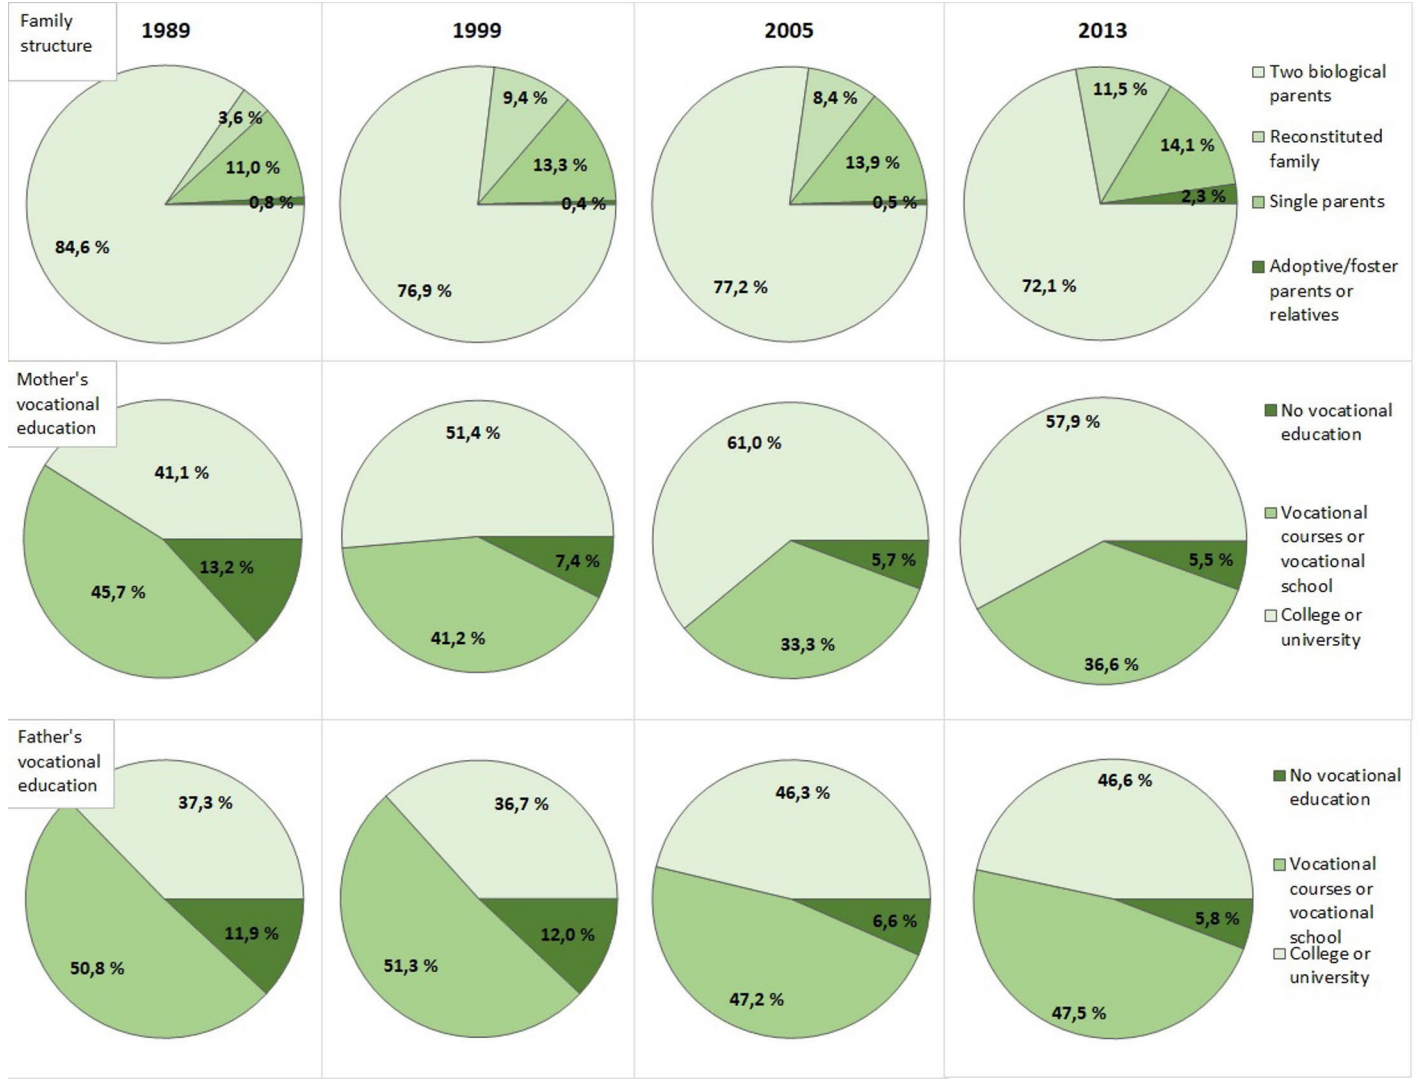 Family
structure
1989
1999
2005
2013
3,6 %
11,0 %
0,8 %
84,6 %
9,4 %
13,3 %
0,4 %
76,9 %
8,4 %
13,9 %
0,5 %
77,2 %
11,5 %
14,1 %
2,3 %
72,1 %
Two biological
parents
Reconstituted
family
Single parents
Adoptive/foster
parents or
relatives
Mother's
vocational
education
41,1 %
13,2 %
45,7 %
51,4 %
7,4 %
41,2 %
61,0 %
5,7 %
33,3 %
57,9 %
5,5 %
36,6 %
No vocational
education
Vocational
courses or
vocational
school
College or
university
Father's
vocational
education
37,3 %
11,9 %
50,8 %
36,7 %
12,0 %
51,3 %
46,3 %
6,6 %
47,2 %
46,6 %
5,8 %
47,5 %
No vocational
education
Vocational
courses or
vocational
school
College or
university